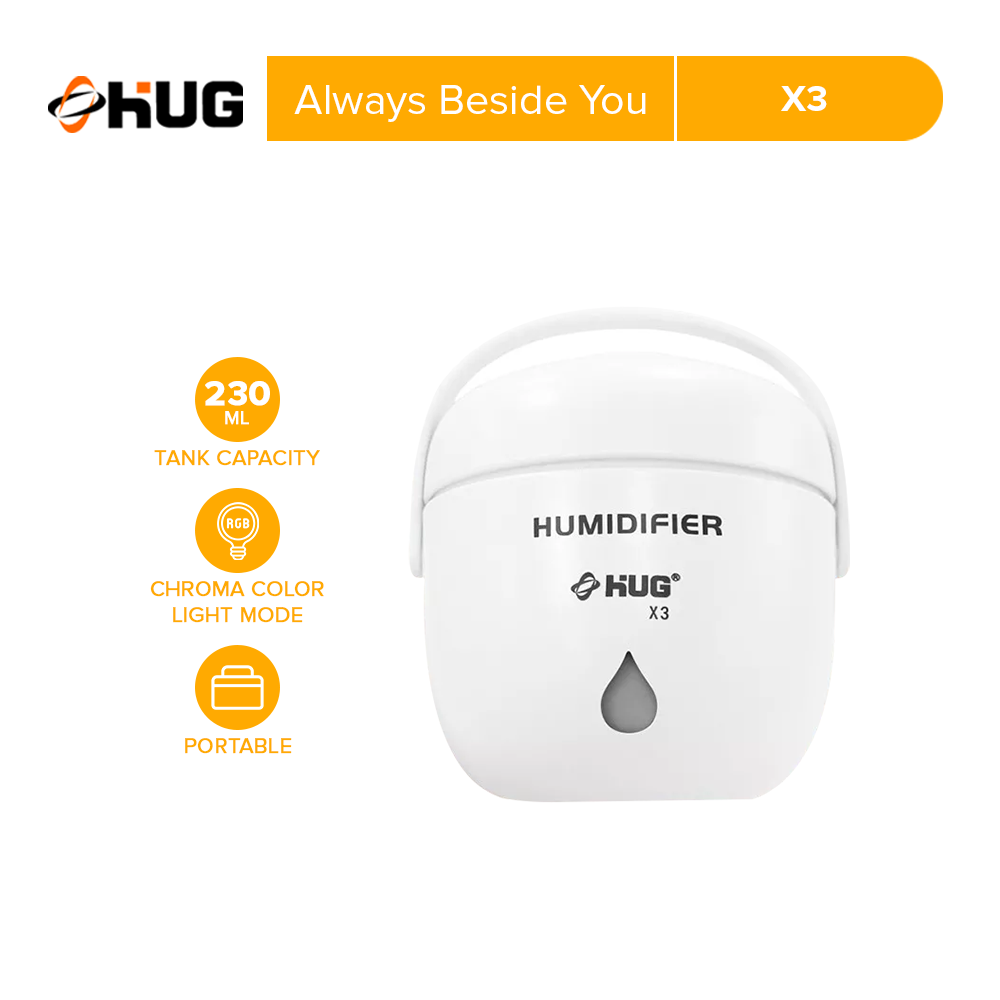 HUG
Always Beside You
X3
230
ML
TANK CAPACITY
RGB
CHROMA COLOR
LIGHT MODE
PORTABLE
HUMIDIFIER
HUG®
X3